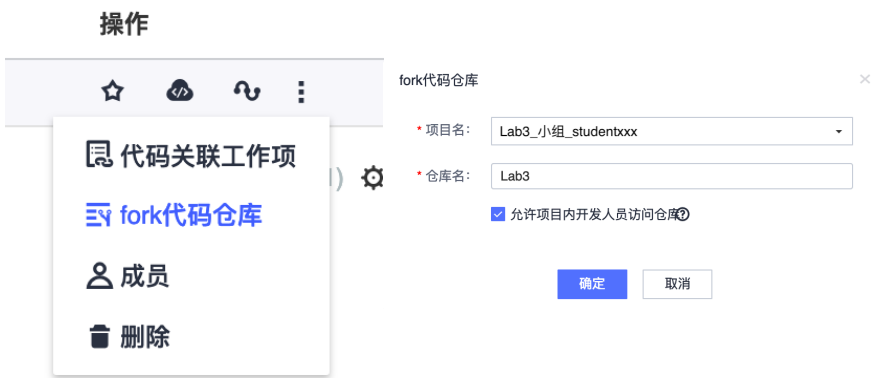 操作
代码关联工作项
fork代码仓库
成员
删除
fork代码仓库
* 项目名：
Lab3_小组_studentxxx
* 仓库名：
Lab3
允许项目内开发人员访问仓库
确定
取消